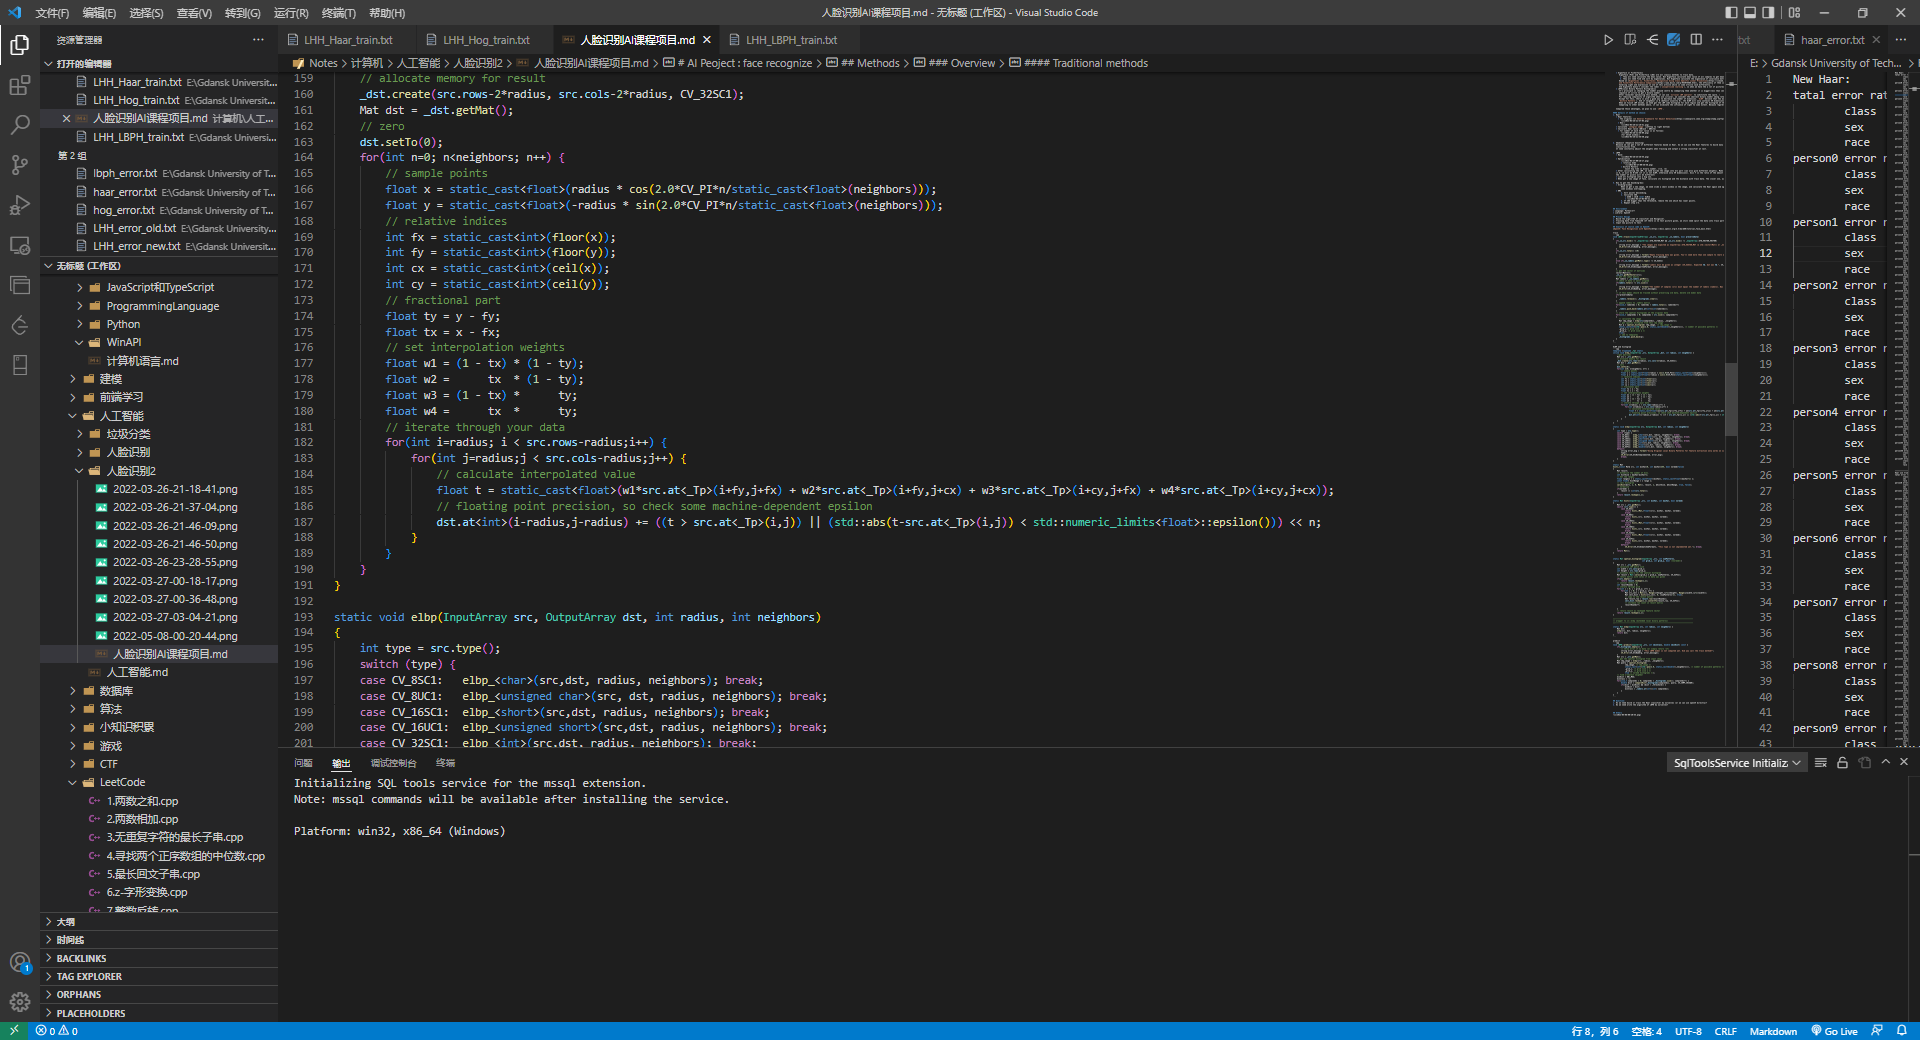 文件(F) 编辑(E) 选择(S) 查看(V) 转到(G) 运行(R) 终端(T) 帮助(H)
人脸识别AI课程项目.md - 无标题 (工作区) - Visual Studio Code
资源管理器
打开的编辑器
LHH_Haar_train.txt E:\Gdansk Universit...
LHH_Hog_train.txt E:\Gdansk Universiti...
人脸识别AI课程项目.md 计算机\人工...
LHH_LBPH_train.txt E:\Gdansk Universi...
第 2 组
lbph_error.txt E:\Gdansk University of T...
haar_error.txt E:\Gdansk University of T...
hog_error.txt E:\Gdansk University of T...
LHH_error_old.txt E:\Gdansk University...
LHH_error_new.txt E:\Gdansk Universit...
无标题 (工作区)
JavaScript和TypeScript
ProgrammingLanguage
Python
WinAPI
计算机语言.md
建模
前端学习
人工智能
垃圾分类
人脸识别
人脸识别2
2022-03-26-21-18-41.png
2022-03-26-21-37-04.png
2022-03-26-21-46-09.png
2022-03-26-21-46-50.png
2022-03-26-23-28-55.png
2022-03-27-00-18-17.png
2022-03-27-00-36-48.png
2022-03-27-03-04-21.png
2022-05-08-00-20-44.png
人脸识别AI课程项目.md
人工智能.md
数据库
算法
小知识积累
游戏
CTF
LeetCode
1.两数之和.cpp
2.两数相加.cpp
3.无重复字符的最长子串.cpp
4.寻找两个正序数组的中位数.cpp
5.最长回文子串.cpp
6.z-字形变换.cpp
7.整数反转.cpp
大纲
时间线
BACKLINKS
TAG EXPLORER
ORPHANS
PLACEHOLDERS
LHH_Haar_train.txt LHH_Hog_train.txt 人脸识别AI课程项目.md LHH_LBPH_train.txt
Notes > 计算机 > 人工智能 > 人脸识别2 > 人脸识别AI课程项目.md > # AI Peoject : face recognize > ## Methods > ### Overview > #### Traditional methods
159 // allocate memory for result
160 _dst.create(src.rows-2*radius, src.cols-2*radius, CV_32SC1);
161 Mat dst = _dst.getMat();
162 // zero
163 dst.setTo(0);
164 for(int n=0; n<neighbors; n++) {
165 // sample points
166 float x = static_cast<float>(radius * cos(2.0*CV_PI*n/static_cast<float>(neighbors)));
167 float y = static_cast<float>(-radius * sin(2.0*CV_PI*n/static_cast<float>(neighbors)));
168 // relative indices
169 int fx = static_cast<int>(floor(x));
170 int fy = static_cast<int>(floor(y));
171 int cx = static_cast<int>(ceil(x));
172 int cy = static_cast<int>(ceil(y));
173 // fractional part
174 float ty = y - fy;
175 float tx = x - fx;
176 // set interpolation weights
177 float w1 = (1 - tx) * (1 - ty);
178 float w2 = tx * (1 - ty);
179 float w3 = (1 - tx) * ty;
180 float w4 = tx * ty;
181 // iterate through your data
182 for(int i=radius; i < src.rows-radius;i++) {
183 for(int j=radius;j < src.cols-radius;j++) {
184 // calculate interpolated value
185 float t = static_cast<float>(w1*src.at<_Tp>(i+fy,j+fx) + w2*src.at<_Tp>(i+fy,j+cx) + w3*src.at<_Tp>(i+cy,j+fx) + w4*src.at<_Tp>(i+cy,j+cx));
186 // floating point precision, so check some machine-dependent epsilon
187 dst.at<int>(i-radius,j-radius) += ((t > src.at<_Tp>(i,j)) || (std::abs(t-src.at<_Tp>(i,j)) < std::numeric_limits<float>::epsilon())) << n;
188 }
189 }
190 }
191 }
192
193 static void elbp(InputArray src, OutputArray dst, int radius, int neighbors)
194 {
195 int type = src.type();
196 switch (type) {
197 case CV_8SC1: elbp_<char>(src,dst, radius, neighbors); break;
198 case CV_8UC1: elbp_<unsigned char>(src, dst, radius, neighbors); break;
199 case CV_16SC1: elbp_<short>(src,dst, radius, neighbors); break;
200 case CV_16UC1: elbp_<unsigned short>(src,dst, radius, neighbors); break;
201 case CV_32SC1: elbp_<int>(src,dst, radius, neighbors); break;
txt haar_error.txt
E: > Gdansk University of Tech... >
1 New Haar:
2 tatal error rat
3 class
4 sex
5 race
6 person0 error r
7 class
8 sex
9 race
10 person1 error r
11 class
12 sex
13 race
14 person2 error r
15 class
16 sex
17 race
18 person3 error r
19 class
20 sex
21 race
22 person4 error r
23 class
24 sex
25 race
26 person5 error r
27 class
28 sex
29 race
30 person6 error r
31 class
32 sex
33 race
34 person7 error r
35 class
36 sex
37 race
38 person8 error r
39 class
40 sex
41 race
42 person9 error r
43 class
问题 输出 调试控制台 终端
SqlToolsService Initializ
Initializing SQL tools service for the mssql extension.
Note: mssql commands will be available after installing the service.
Platform: win32, x86_64 (Windows)
1
0 0
行 8，列 6 空格: 4 UTF-8 CRLF Markdown Go Live